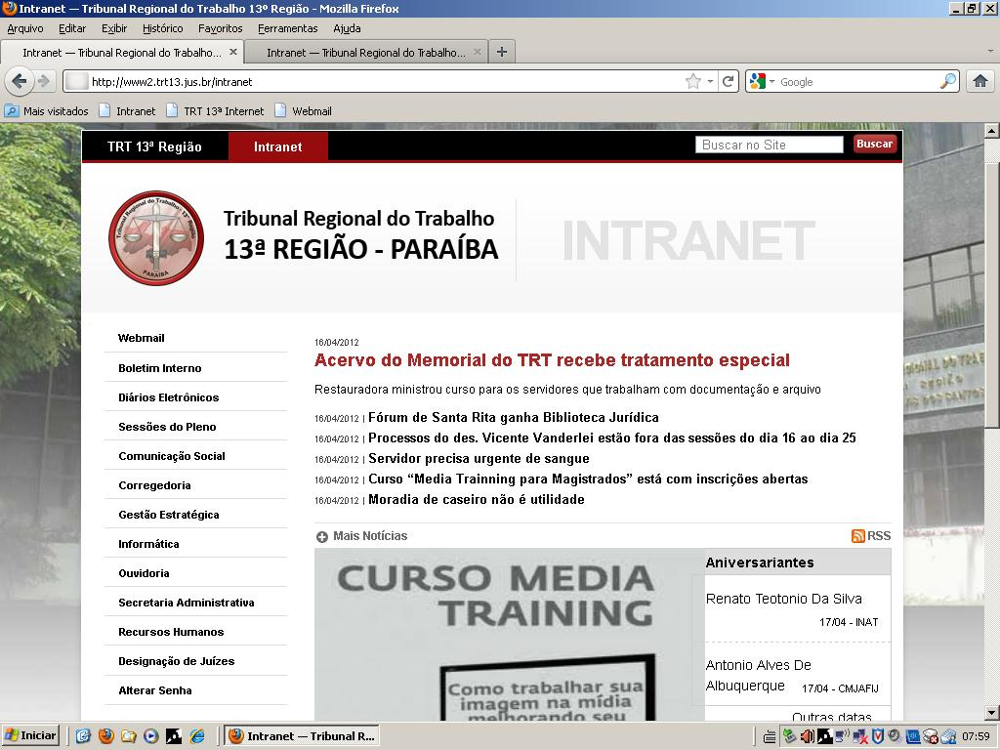 Intranet — Tribunal Regional do Trabalho 13º Região - Mozilla Firefox
Arquivo Editar Exibir Histórico Favoritos Ferramentas Ajuda
Intranet — Tribunal Regional do Trabalho... Intranet — Tribunal Regional do Trabalho...
http://www2.trt13.jus.br/intranet
Google
Mais visitados Intranet TRT 13ª Internet Webmail
TRT 13ª Região Intranet Buscar no Site Buscar
Tribunal Regional do Trabalho - 13ª Região
PARAÍBA
Tribunal Regional do Trabalho
13ª REGIÃO - PARAÍBA
INTRANET
Webmail
Boletim Interno
Diários Eletrônicos
Sessões do Pleno
Comunicação Social
Corregedoria
Gestão Estratégica
Informática
Ouvidoria
Secretaria Administrativa
Recursos Humanos
Designação de Juízes
Alterar Senha
16/04/2012
Acervo do Memorial do TRT recebe tratamento especial
Restauradora ministrou curso para os servidores que trabalham com documentação e arquivo
16/04/2012 | Fórum de Santa Rita ganha Biblioteca Jurídica
16/04/2012 | Processos do des. Vicente Vanderlei estão fora das sessões do dia 16 ao dia 25
16/04/2012 | Servidor precisa urgente de sangue
16/04/2012 | Curso “Media Trainning para Magistrados” está com inscrições abertas
16/04/2012 | Moradia de caseiro não é utilidade
Mais Notícias RSS
CURSO MEDIA
TRAINING
Como trabalhar sua
imagem na mídia
melhorando seu
Aniversariantes
Renato Teotonio Da Silva
17/04 - INAT
Antonio Alves De
Albuquerque 17/04 - CMJAFIJ
Outras datas
Iniciar Intranet — Tribunal R... 07:59